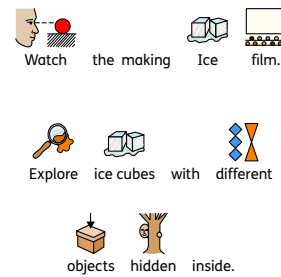 Watch the making Ice film.
Explore ice cubes with different
objects hidden inside.